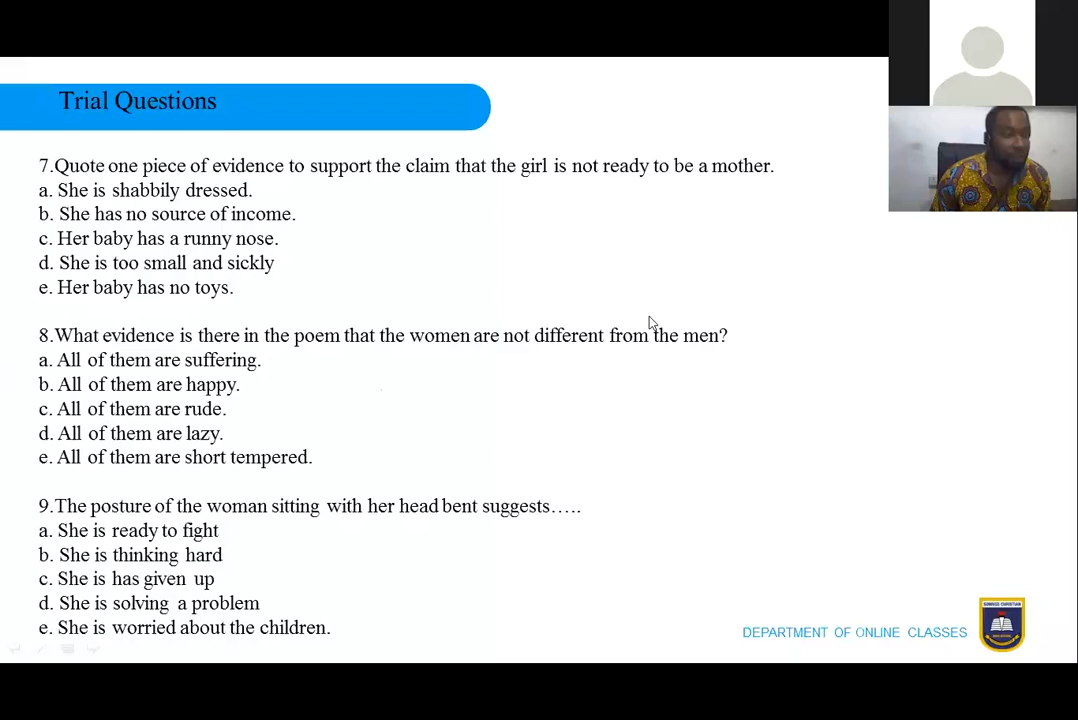 Trial Questions
7.Quote one piece of evidence to support the claim that the girl is not ready to be a mother.
a. She is shabbily dressed.
b. She has no source of income.
c. Her baby has a runny nose.
d. She is too small and sickly
e. Her baby has no toys.
8.What evidence is there in the poem that the women are not different from the men?
a. All of them are suffering.
b. All of them are happy.
c. All of them are rude.
d. All of them are lazy.
e. All of them are short tempered.
9.The posture of the woman sitting with her head bent suggests…..
a. She is ready to fight
b. She is thinking hard
c. She is has given up
d. She is solving a problem
e. She is worried about the children.
DEPARTMENT OF ONLINE CLASSES